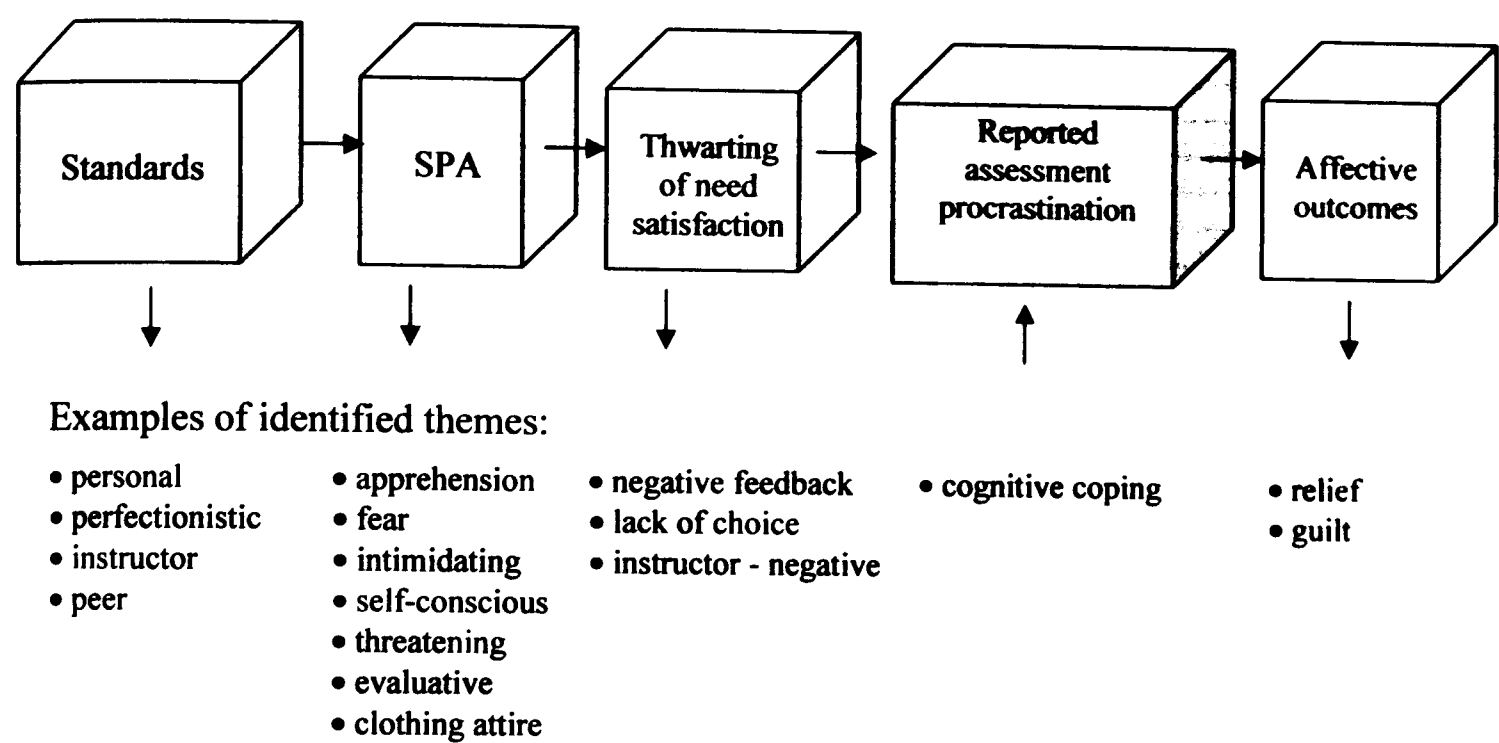 Standards
SPA
Thwarting
of need
satisfaction
Reported
assessment
procrastination
Affective
outcomes
Examples of identified themes:
• personal
• perfectionistic
• instructor
• peer
• apprehension
• fear
• intimidating
• self-conscious
• threatening
• evaluative
• clothing attire
• negative feedback
• lack of choice
• instructor - negative
• cognitive coping
• relief
• guilt